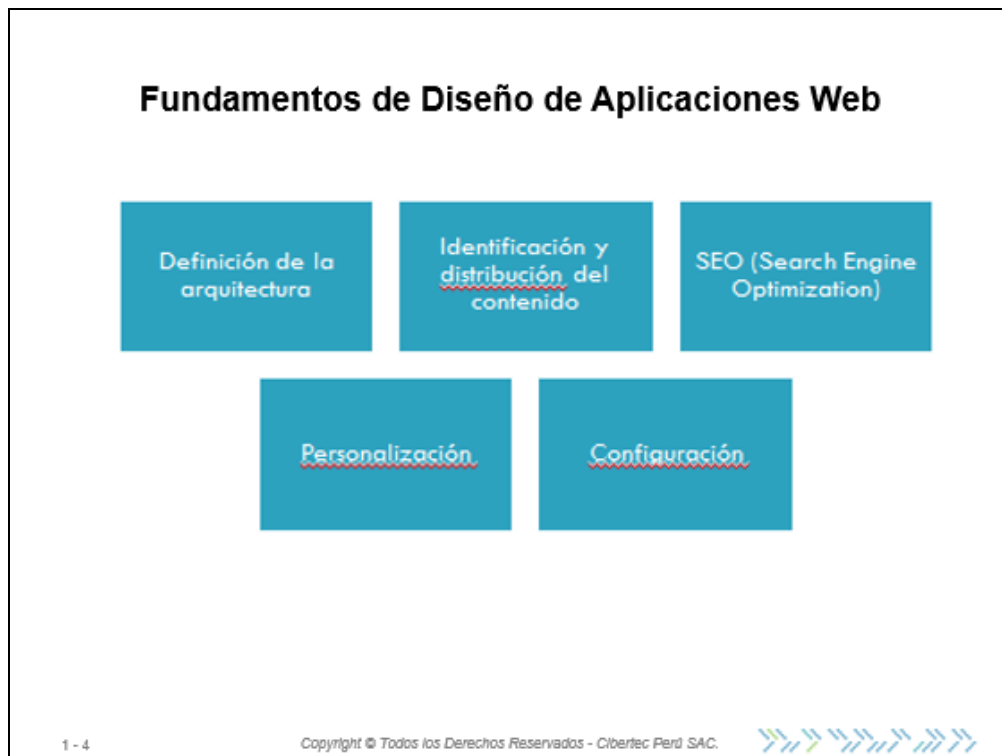 Fundamentos de Diseño de Aplicaciones Web
Definición de la
arquitectura
Identificación y
distribución del
contenido
SEO (Search Engine
Optimization)
Personalización
Configuración
1 - 4
Copyright © Todos los Derechos Reservados - Cibertec Perú SAC.